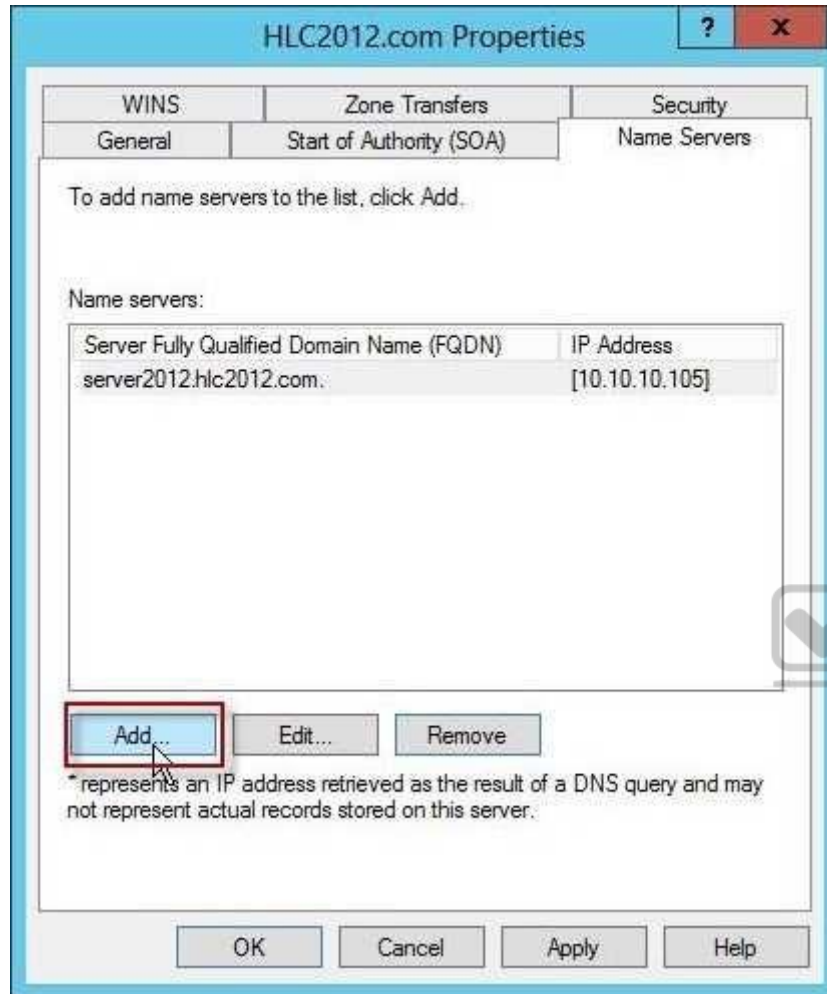 HLC2012.com Properties
?
x
WINS
Zone Transfers
Security
General
Start of Authority (SOA)
Name Servers
To add name servers to the list, click Add.
Name servers:
Server Fully Qualified Domain Name (FQDN) IP Address
server2012.hlc2012.com. [10.10.10.105]
Add... Edit... Remove
* represents an IP address retrieved as the result of a DNS query and may
not represent actual records stored on this server.
OK Cancel Apply Help